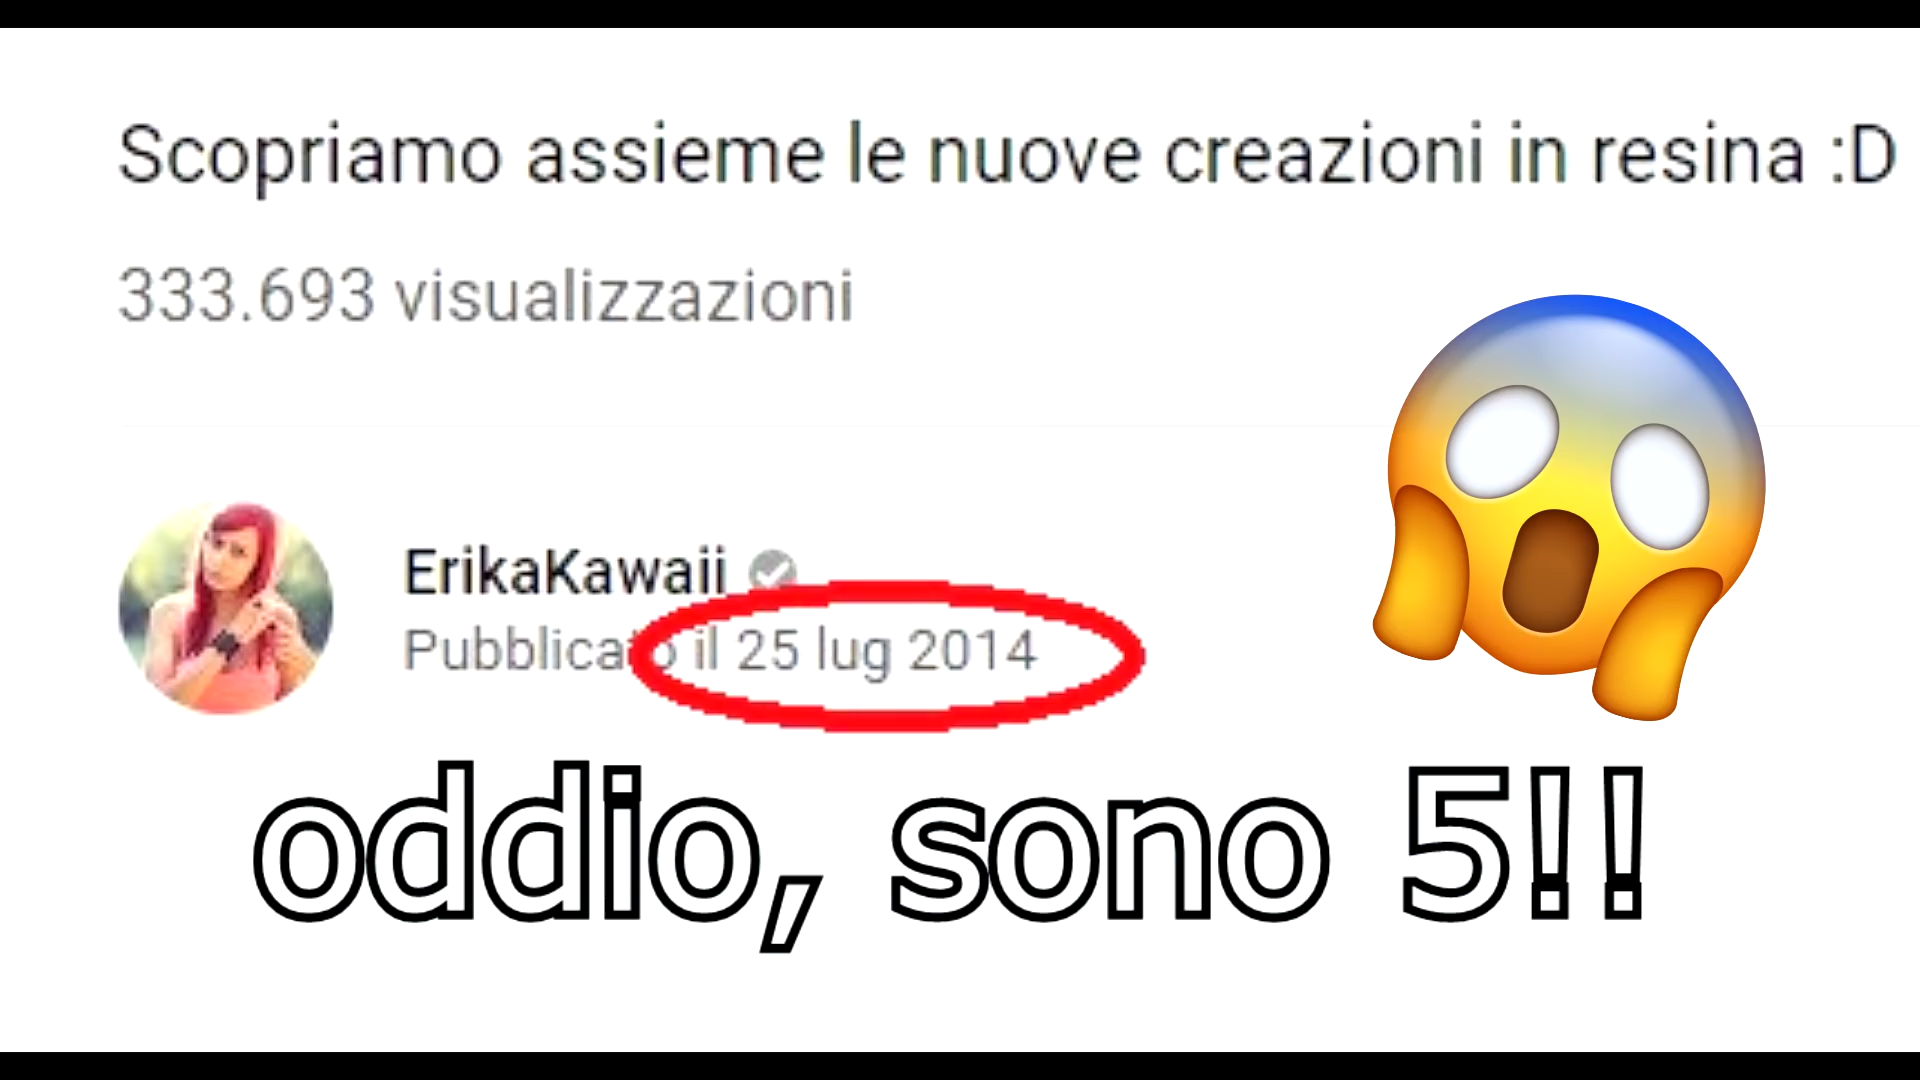 Scopriamo assieme le nuove creazioni in resina :D
333.693 visualizzazioni
ErikaKawaii
Pubblicato il 25 lug 2014
oddio, sono 5!!